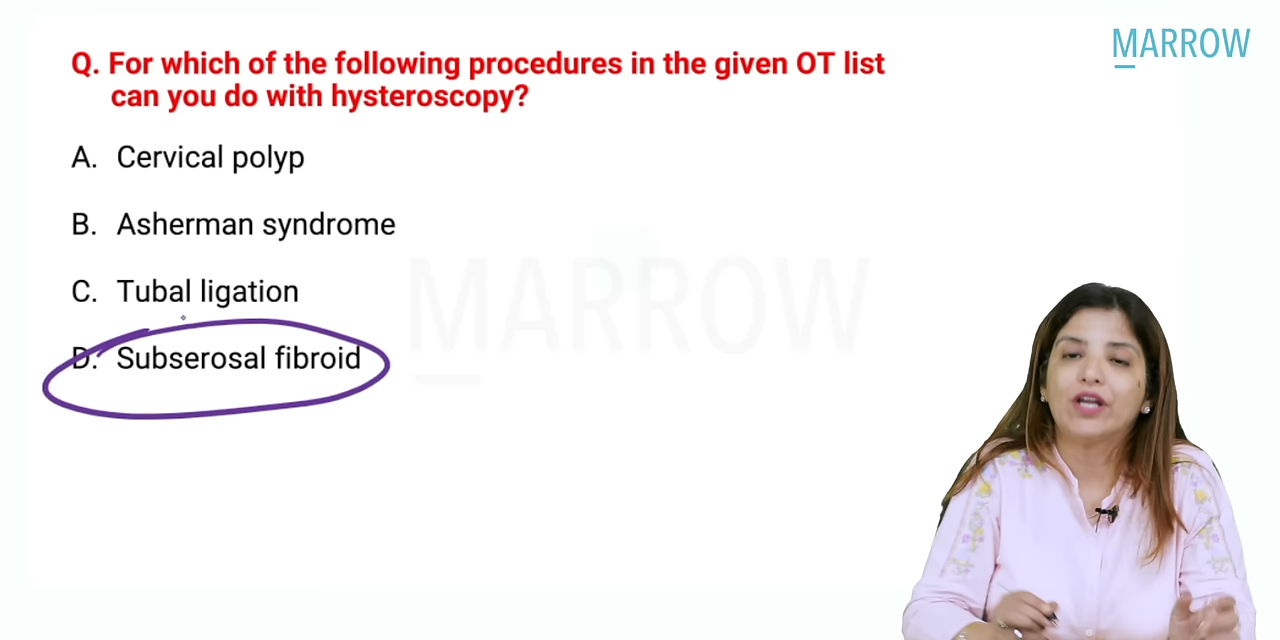 MARROW
Q. For which of the following procedures in the given OT list
can you do with hysteroscopy?
A. Cervical polyp
B. Asherman syndrome
C. Tubal ligation
D. Subserosal fibroid
MARROW